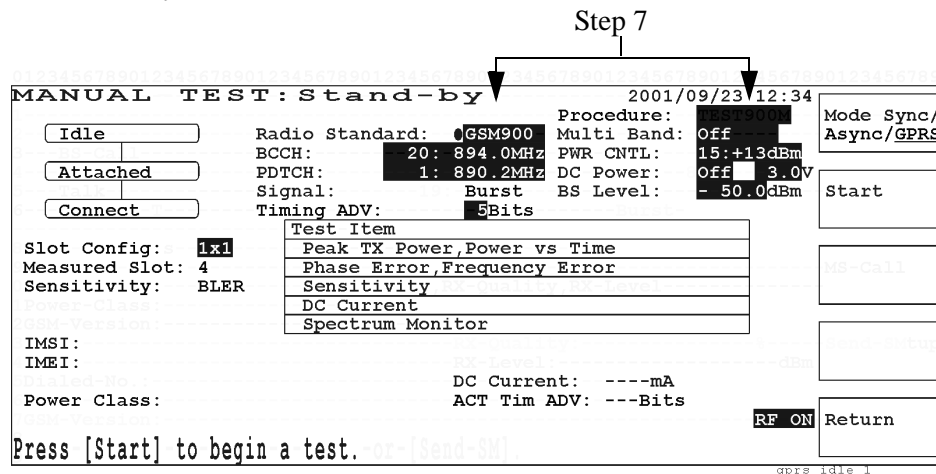 Step 7
MANUAL TEST:Stand-by 2001/09/23 12:34
Procedure: TEST900M
Idle Radio Standard: GSM900 Multi Band: Off
BCCH: 20: 894.0MHz PWR CNTL: 15:+13dBm
Attached PDTCH: 1: 890.2MHz DC Power: Off 3.0V
Signal: Burst BS Level: - 50.0dBm
Connect Timing ADV: 5Bits
Mode Sync/
Async/GPRS
Start
MS-Call
Return
Test Item
Slot Config: 1x1 Peak TX Power,Power vs Time
Measured Slot: 4 Phase Error,Frequency Error
Sensitivity: BLER Sensitivity
DC Current
Spectrum Monitor
IMSI:
IMEI:
DC Current: ----mA
Power Class: ACT Tim ADV: ---Bits
RF ON
Press [Start] to begin a test.
gprs idle 1